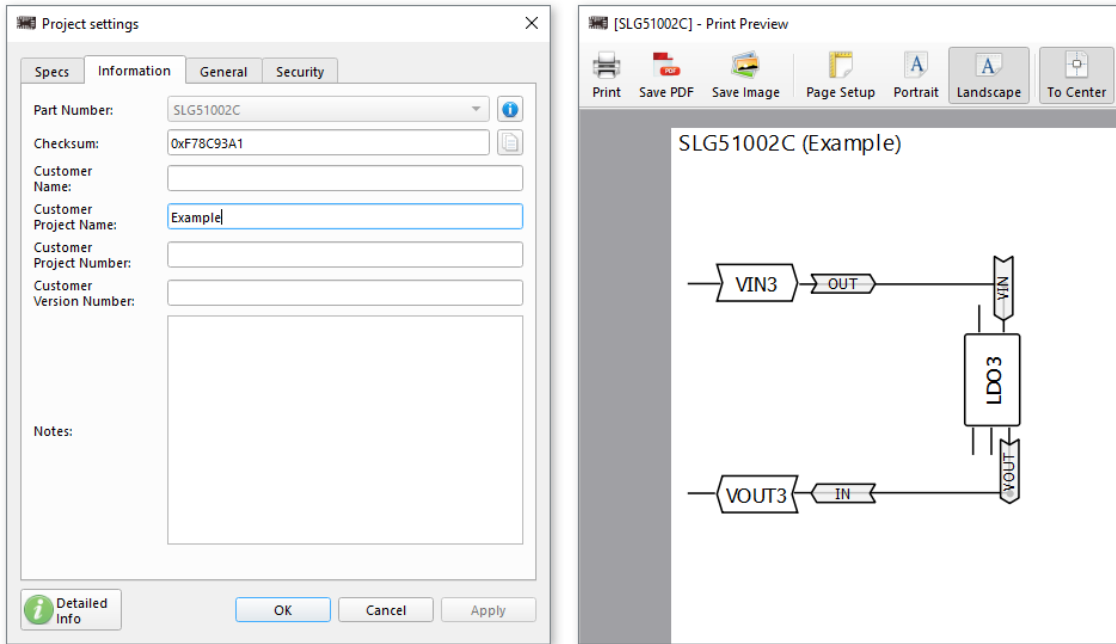 Project settings
Specs Information General Security
Part Number: SLG51002C
Checksum: 0xF78C93A1
Customer
Name:
Customer
Project Name: Example
Customer
Project Number:
Customer
Version Number:
Notes:
Detailed
Info
OK Cancel Apply
[SLG51002C] - Print Preview
Print Save PDF Save Image Page Setup Portrait Landscape To Center
PDF
A A
SLG51002C (Example)
VIN3 OUT VIN
LDO3
VOUT
VOUT3 IN